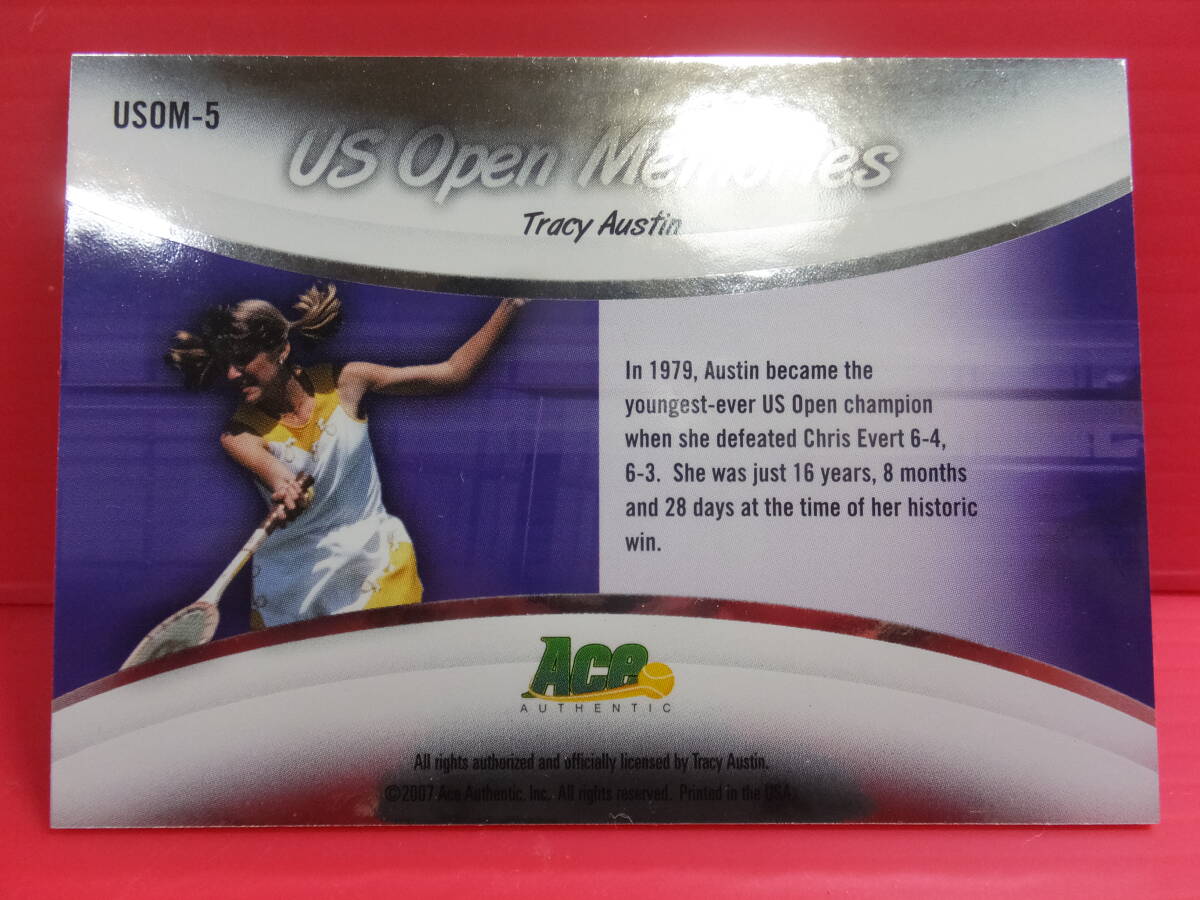 USOM-5
US Open Memories
Tracy Austin
In 1979, Austin became the
youngest-ever US Open champion
when she defeated Chris Evert 6-4,
6-3. She was just 16 years, 8 months
and 28 days at the time of her historic
win.
Ace
AUTHENTIC
All rights authorized and officially licensed by Tracy Austin.
©2007 Ace Authentic, Inc. All rights reserved. Printed in the USA.